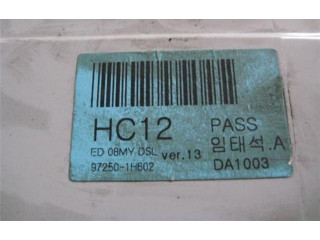 HC12 PASS
ED 08MY DSL ver.13 임태석.A
97250-1H602 DA1003